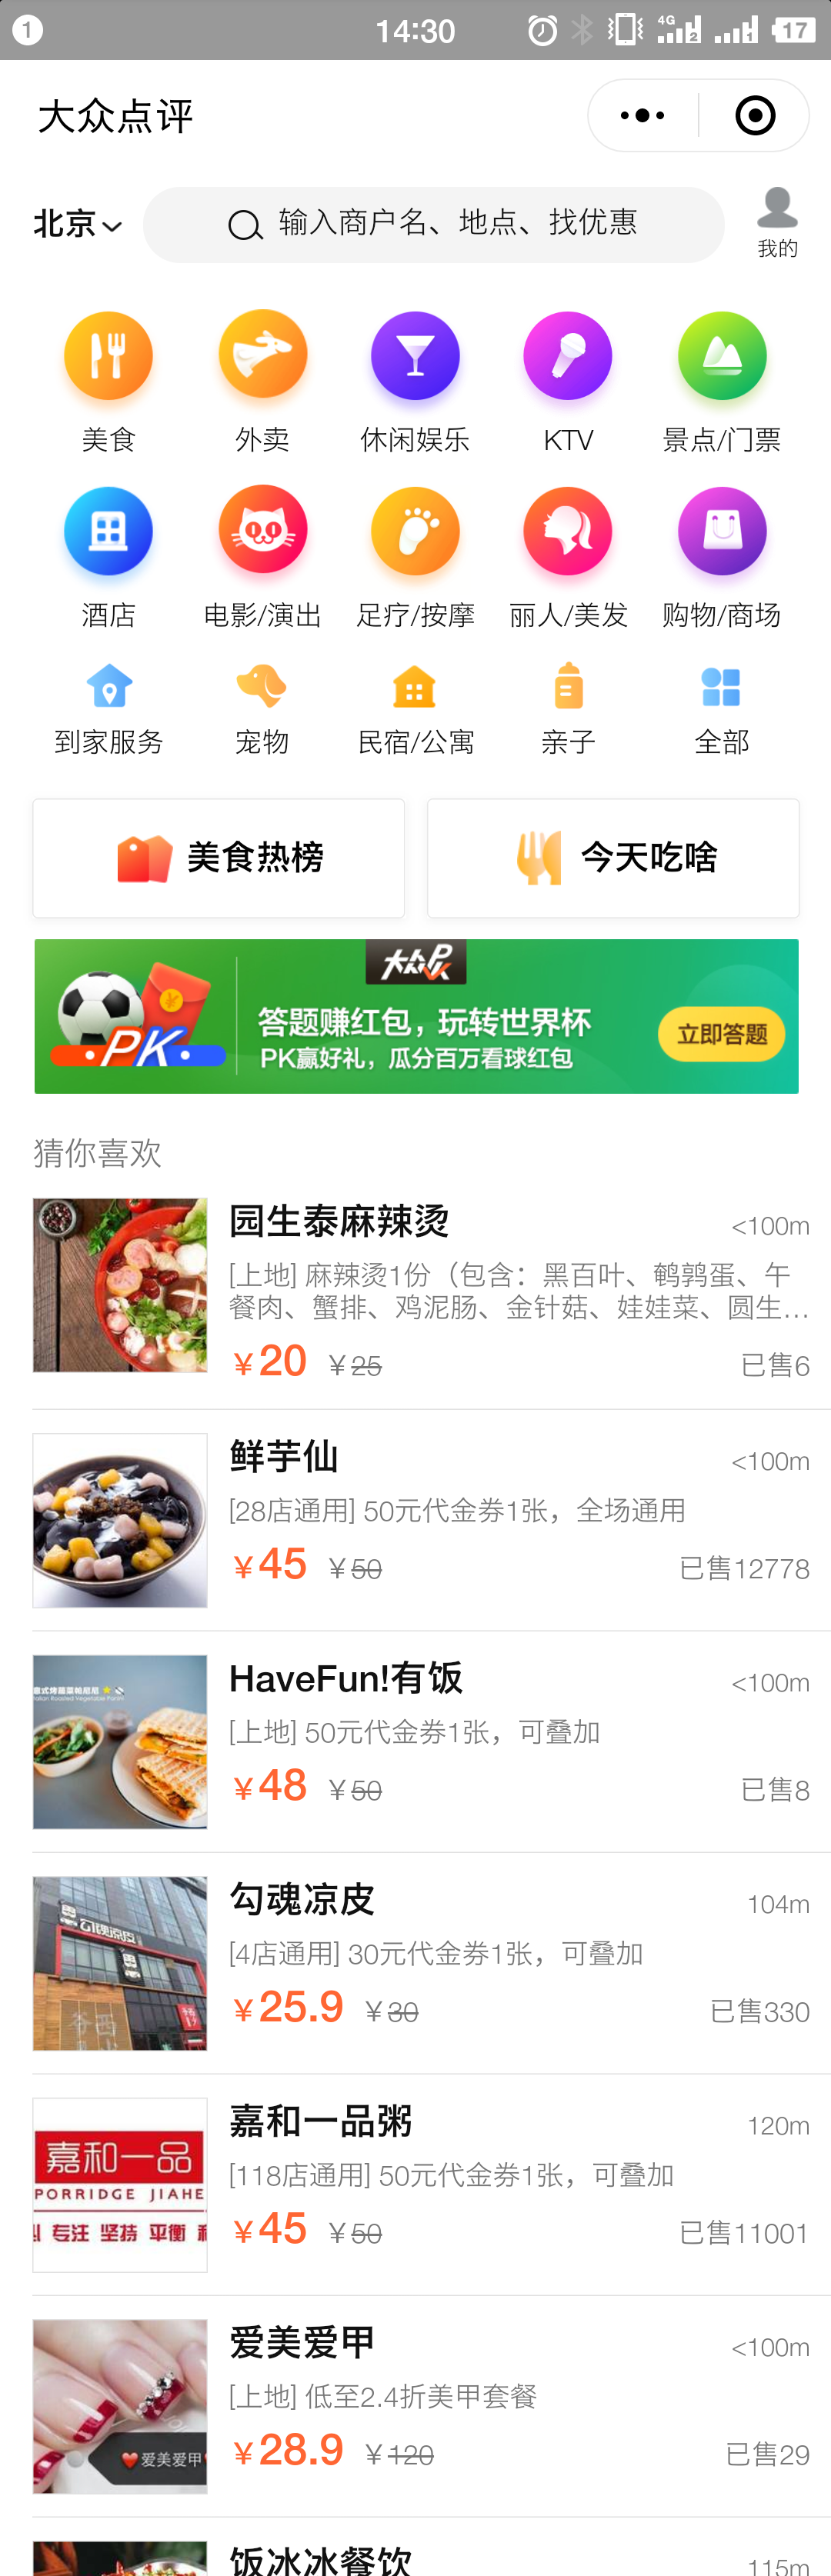 1
14:30
4G
2
1
17
大众点评
北京
输入商户名、地点、找优惠
我的
美食
外卖
休闲娱乐
KTV
景点/门票
酒店
电影/演出
足疗/按摩
丽人/美发
购物/商场
到家服务
宠物
民宿/公寓
亲子
全部
美食热榜
今天吃啥
大众PK
PK
答题赚红包，玩转世界杯
PK赢好礼，瓜分百万看球红包
立即答题
猜你喜欢
园生泰麻辣烫
<100m
[上地] 麻辣烫1份（包含：黑百叶、鹌鹑蛋、午
餐肉、蟹排、鸡泥肠、金针菇、娃娃菜、圆生...
¥20 ¥25
已售6
鲜芋仙
<100m
[28店通用] 50元代金券1张，全场通用
¥45 ¥50
已售12778
HaveFun!有饭
<100m
[上地] 50元代金券1张，可叠加
¥48 ¥50
已售8
勾魂凉皮
104m
[4店通用] 30元代金券1张，可叠加
¥25.9 ¥30
已售330
勾魂凉皮
嘉和一品粥
120m
[118店通用] 50元代金券1张，可叠加
¥45 ¥50
已售11001
嘉和一品
PORRIDGE JIAHE
专注 坚持 平衡
爱美爱甲
<100m
[上地] 低至2.4折美甲套餐
¥28.9 ¥120
已售29
爱美爱甲
饭冰冰餐饮
115m